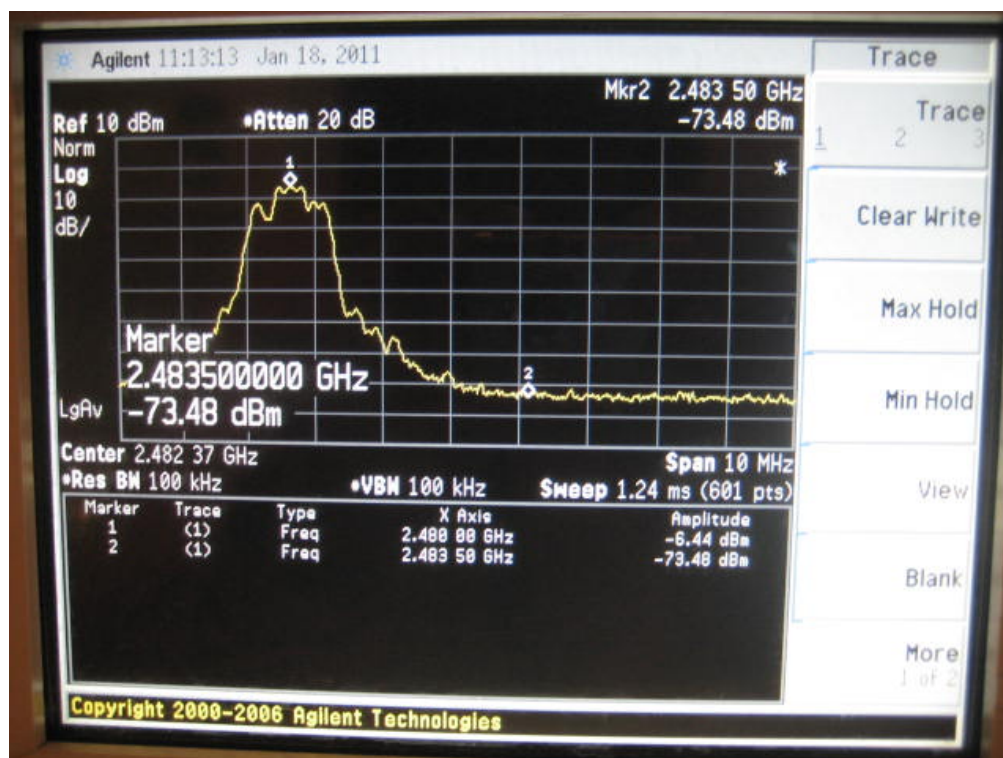 Agilent 11:13:13 Jan 18, 2011
Trace
Mkr2 2.483 50 GHz
Ref 10 dBm •Atten 20 dB -73.48 dBm
Norm
Log
10
dB/
1
*
Marker
2.483500000 GHz
-73.48 dBm
2
LgAv
Center 2.482 37 GHz Span 10 MHz
•Res BW 100 kHz •VBW 100 kHz Sweep 1.24 ms (601 pts)
Marker Trace Type X Axis Amplitude
1 (1) Freq 2.480 00 GHz -6.44 dBm
2 (1) Freq 2.483 50 GHz -73.48 dBm
Copyright 2000-2006 Agilent Technologies
Trace
1 2 3
Clear Write
Max Hold
Min Hold
View
Blank
More
1 of 2